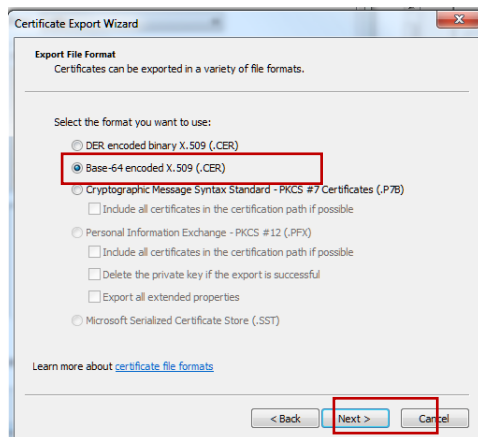 Certificate Export Wizard
Export File Format
Certificates can be exported in a variety of file formats.
Select the format you want to use:
DER encoded binary X.509 (.CER)
Base-64 encoded X.509 (.CER)
Cryptographic Message Syntax Standard - PKCS #7 Certificates (.P7B)
Include all certificates in the certification path if possible
Personal Information Exchange - PKCS #12 (.PFX)
Include all certificates in the certification path if possible
Delete the private key if the export is successful
Export all extended properties
Microsoft Serialized Certificate Store (.SST)
Learn more about certificate file formats
< Back Next > Cancel